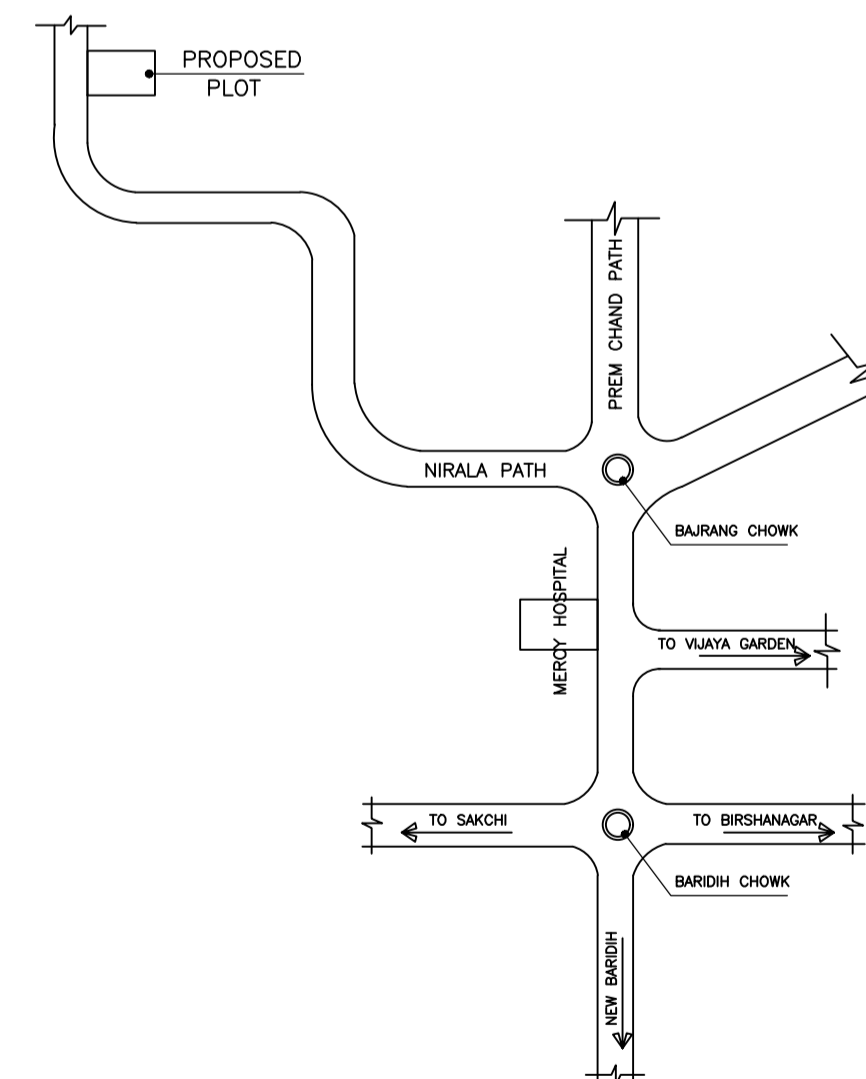 PROPOSED
PLOT
PREM CHAND PATH
NIRALA PATH
BAJRANG CHOWK
MERCY HOSPITAL
TO VIJAYA GARDEN
TO SAKCHI
TO BIRSHANAGAR
BARIDIH CHOWK
NEW BARIDIH